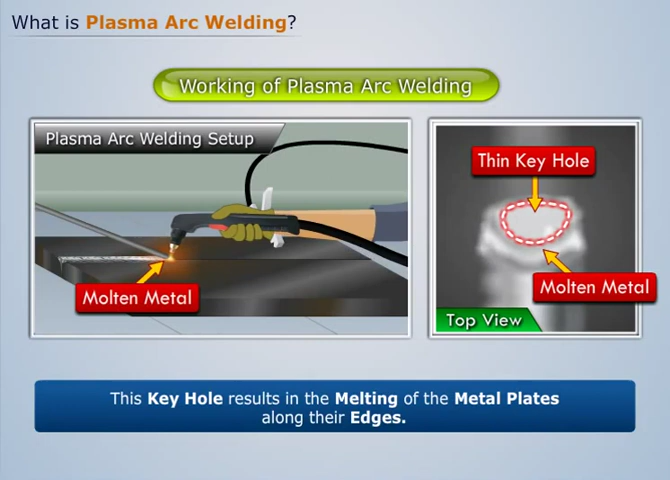 What is Plasma Arc Welding?
Working of Plasma Arc Welding
Plasma Arc Welding Setup
Molten Metal
Thin Key Hole
Molten Metal
Top View
This Key Hole results in the Melting of the Metal Plates
along their Edges.